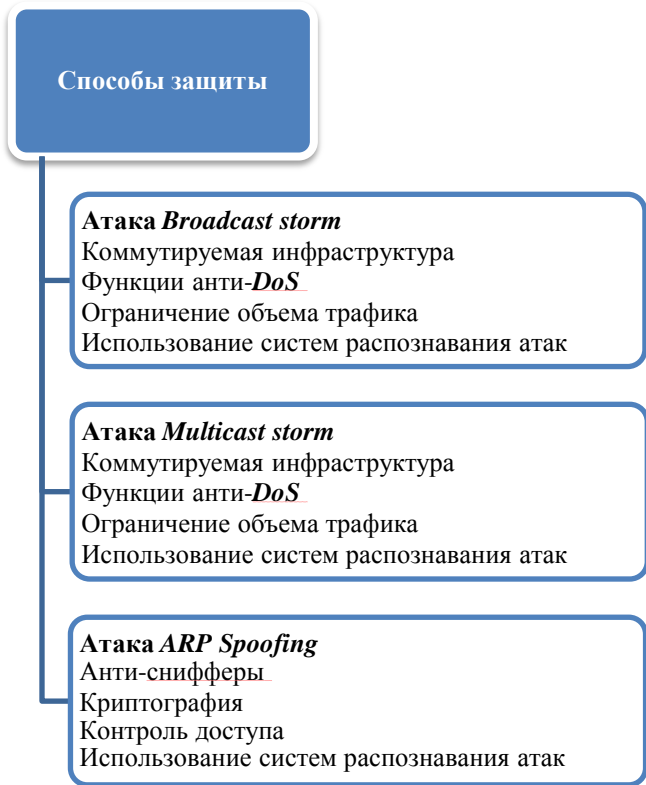 Способы защиты
Атака Broadcast storm
Коммутируемая инфраструктура
Функции анти-DoS
Ограничение объема трафика
Использование систем распознавания атак
Атака Multicast storm
Коммутируемая инфраструктура
Функции анти-DoS
Ограничение объема трафика
Использование систем распознавания атак
Атака ARP Spoofing
Анти-снифферы
Криптография
Контроль доступа
Использование систем распознавания атак